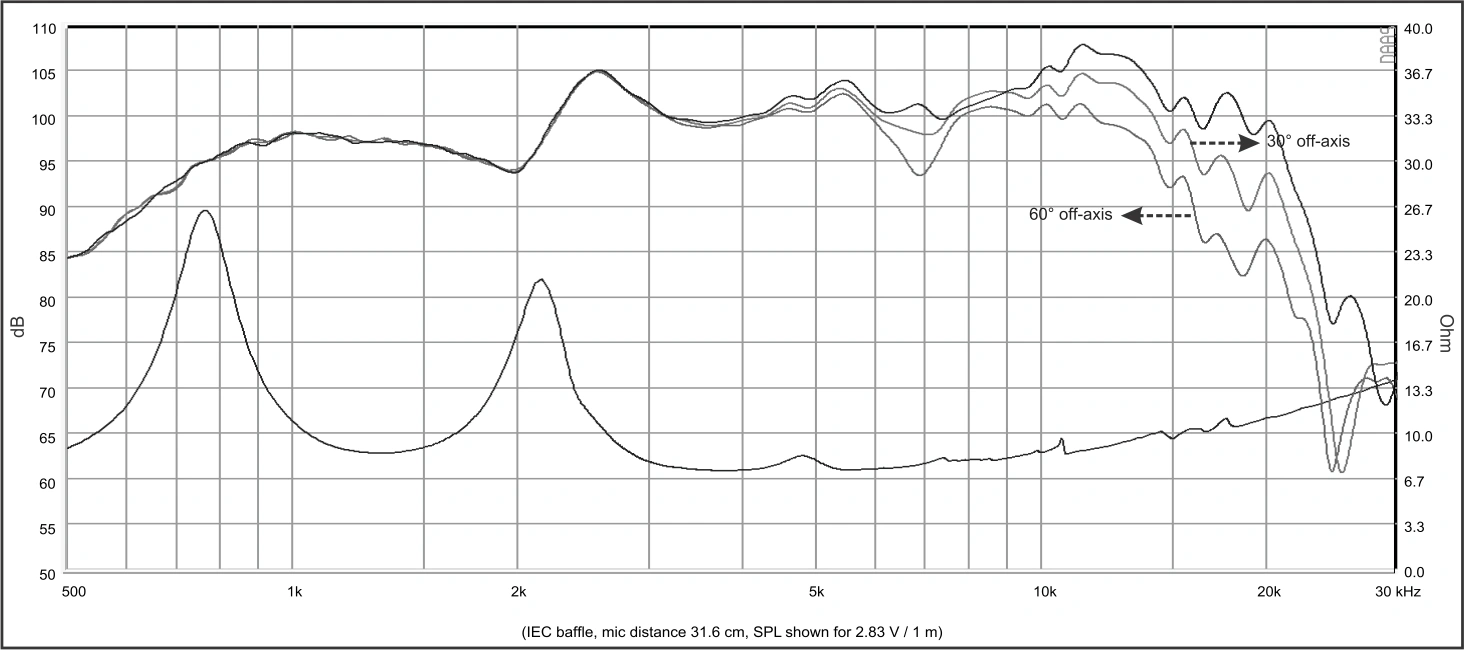 110 40.0
DAAS
105 36.7
100 33.3
30° off-axis
95 30.0
90 26.7
60° off-axis
85 23.3
80 20.0
dB Ohm
75 16.7
70 13.3
65 10.0
60 6.7
55 3.3
50 0.0
500 1k 2k 5k 10k 20k 30 kHz
(IEC baffle, mic distance 31.6 cm, SPL shown for 2.83 V / 1 m)